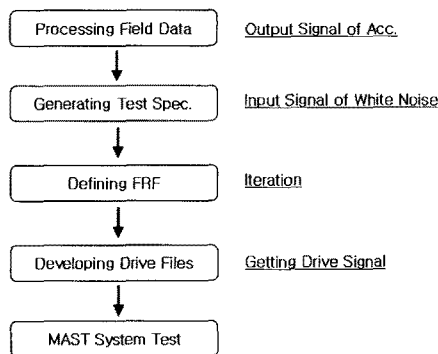 Processing Field Data
Output Signal of Acc.
Generating Test Spec.
Input Signal of White Noise
Defining FRF
Iteration
Developing Drive Files
Getting Drive Signal
MAST System Test